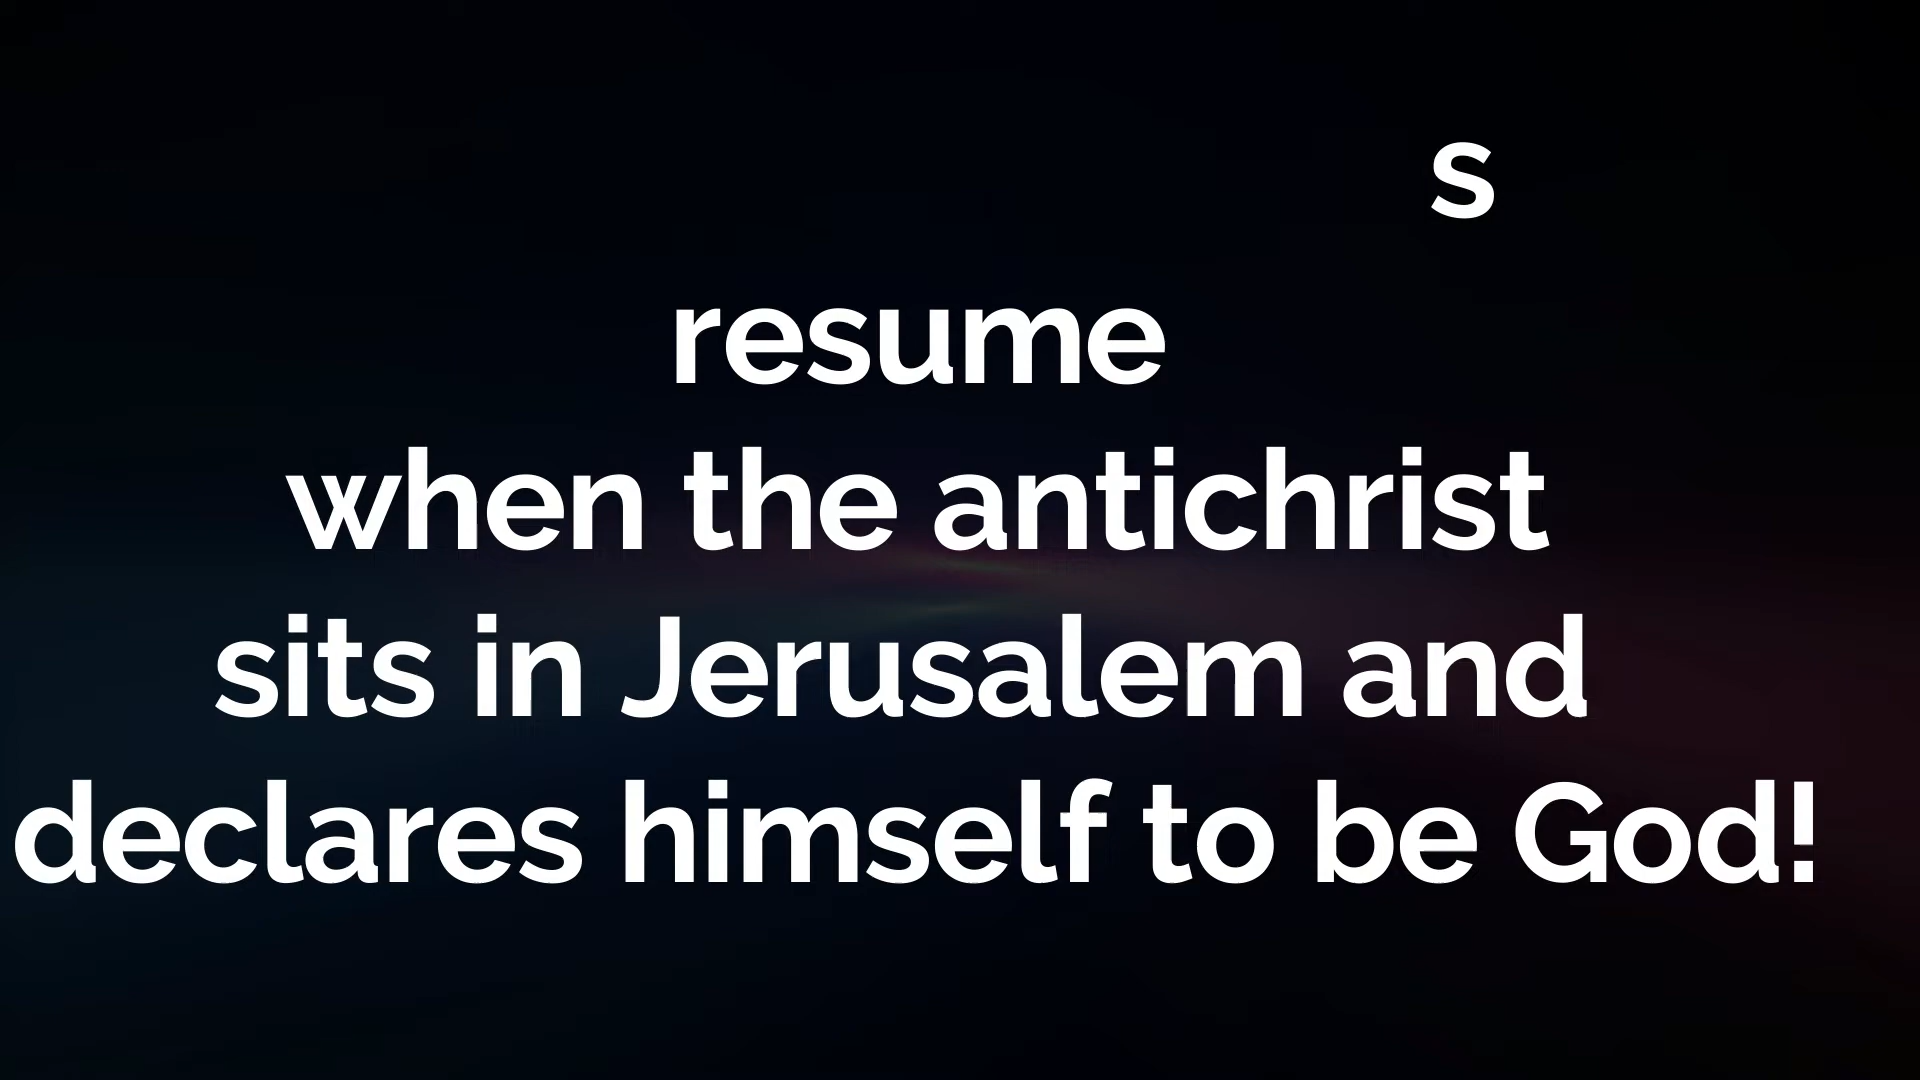 s
resume
when the antichrist
sits in Jerusalem and
declares himself to be God!